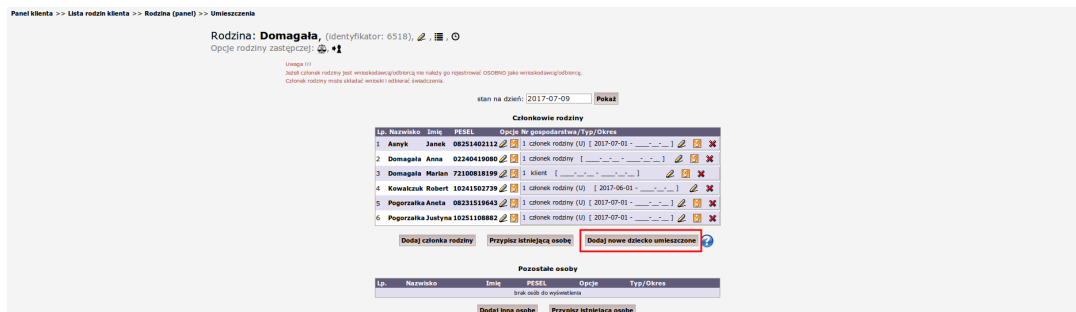 Panel klienta >> Lista rodzin klienta >> Rodzina (panel) >> Umieszczenia
Rodzina: Domagała, (identyfikator: 6518), , ,
Opcje rodziny zastępczej: ,
Uwaga !!!
Jeżeli członek rodziny jest wnioskodawcą/odbiorcą nie należy go rejestrować OSOBNO jako wnioskodawcę/odbiorcę.
Członek rodziny może składać wnioski i odbierać świadczenia.
stan na dzień: 2017-07-09 Pokaż
Członkowie rodziny
Lp. Nazwisko Imię PESEL Opcje Nr gospodarstwa/Typ/Okres
1 Asnyk Janek 08251402112 1 członek rodziny (U) [ 2017-07-01 - ____-__-__ ]
2 Domagała Anna 02240419080 1 członek rodziny [ ____-__-__ - ____-__-__ ]
3 Domagała Marian 72100818199 1 klient [ ____-__-__ - ____-__-__ ]
4 Kowalczuk Robert 10241502739 1 członek rodziny (U) [ 2017-06-01 - ____-__-__ ]
5 Pogorzałka Aneta 08231519643 1 członek rodziny (U) [ 2017-07-01 - ____-__-__ ]
6 Pogorzałka Justyna 10251108882 1 członek rodziny (U) [ 2017-07-01 - ____-__-__ ]
Dodaj członka rodziny Przypisz istniejącą osobę Dodaj nowe dziecko umieszczone ?
Pozostałe osoby
Lp. Nazwisko Imię PESEL Opcje Typ/Okres
brak osób do wyświetlenia
Dodaj inną osobę Przypisz istniejącą osobę